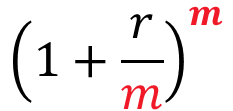 (1 + r/m)^m